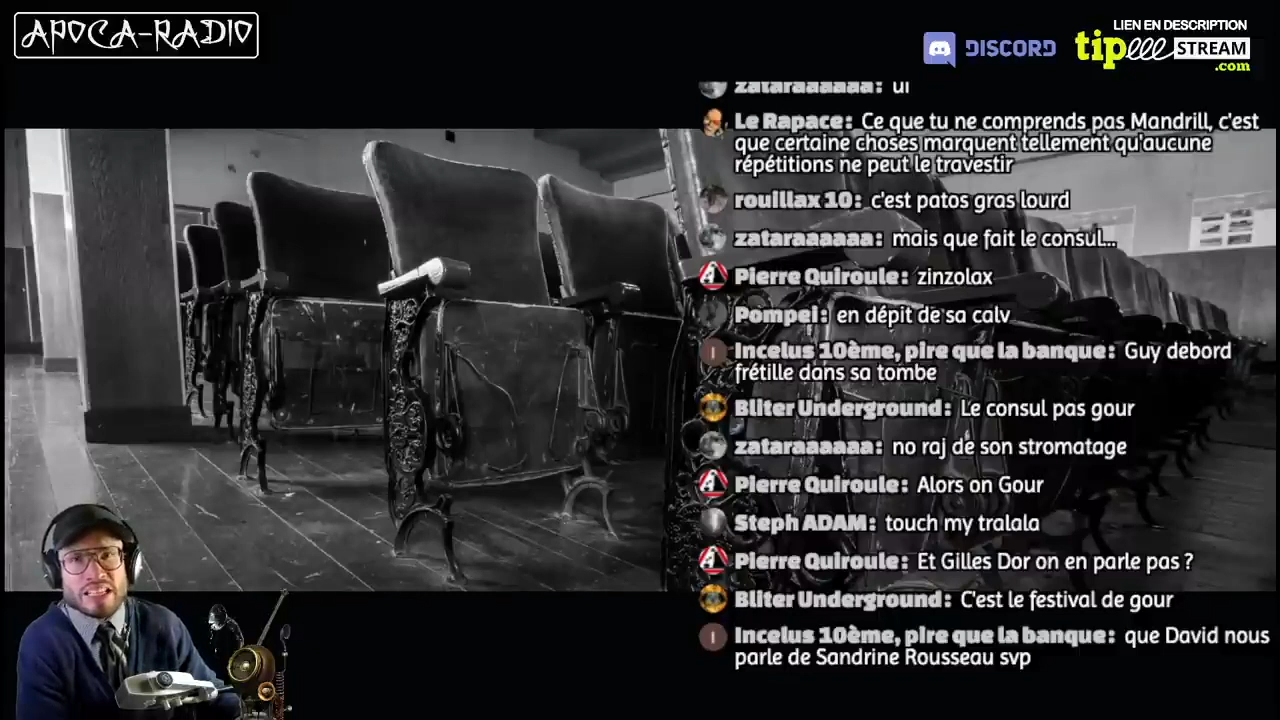 APOCA-RADIO
LIEN EN DESCRIPTION
DISCORD
tipeee STREAM
.com
zataraaaaaa: ui
Le Rapace: Ce que tu ne comprends pas Mandrill, c'est
que certaine choses marquent tellement qu'aucune
répétitions ne peut le travestir
rouillax 10: c'est patos gras lourd
zataraaaaaa: mais que fait le consul...
Pierre Quiroule: zinzolax
Pompei: en dépit de sa calv
Incelus 10ème, pire que la banque: Guy debord
frétille dans sa tombe
Bliter Underground: Le consul pas gour
zataraaaaaa: no raj de son stromatage
Pierre Quiroule: Alors on Gour
Steph ADAM: touch my tralala
Pierre Quiroule: Et Gilles Dor on en parle pas ?
Bliter Underground: C'est le festival de gour
Incelus 10ème, pire que la banque: que David nous
parle de Sandrine Rousseau svp